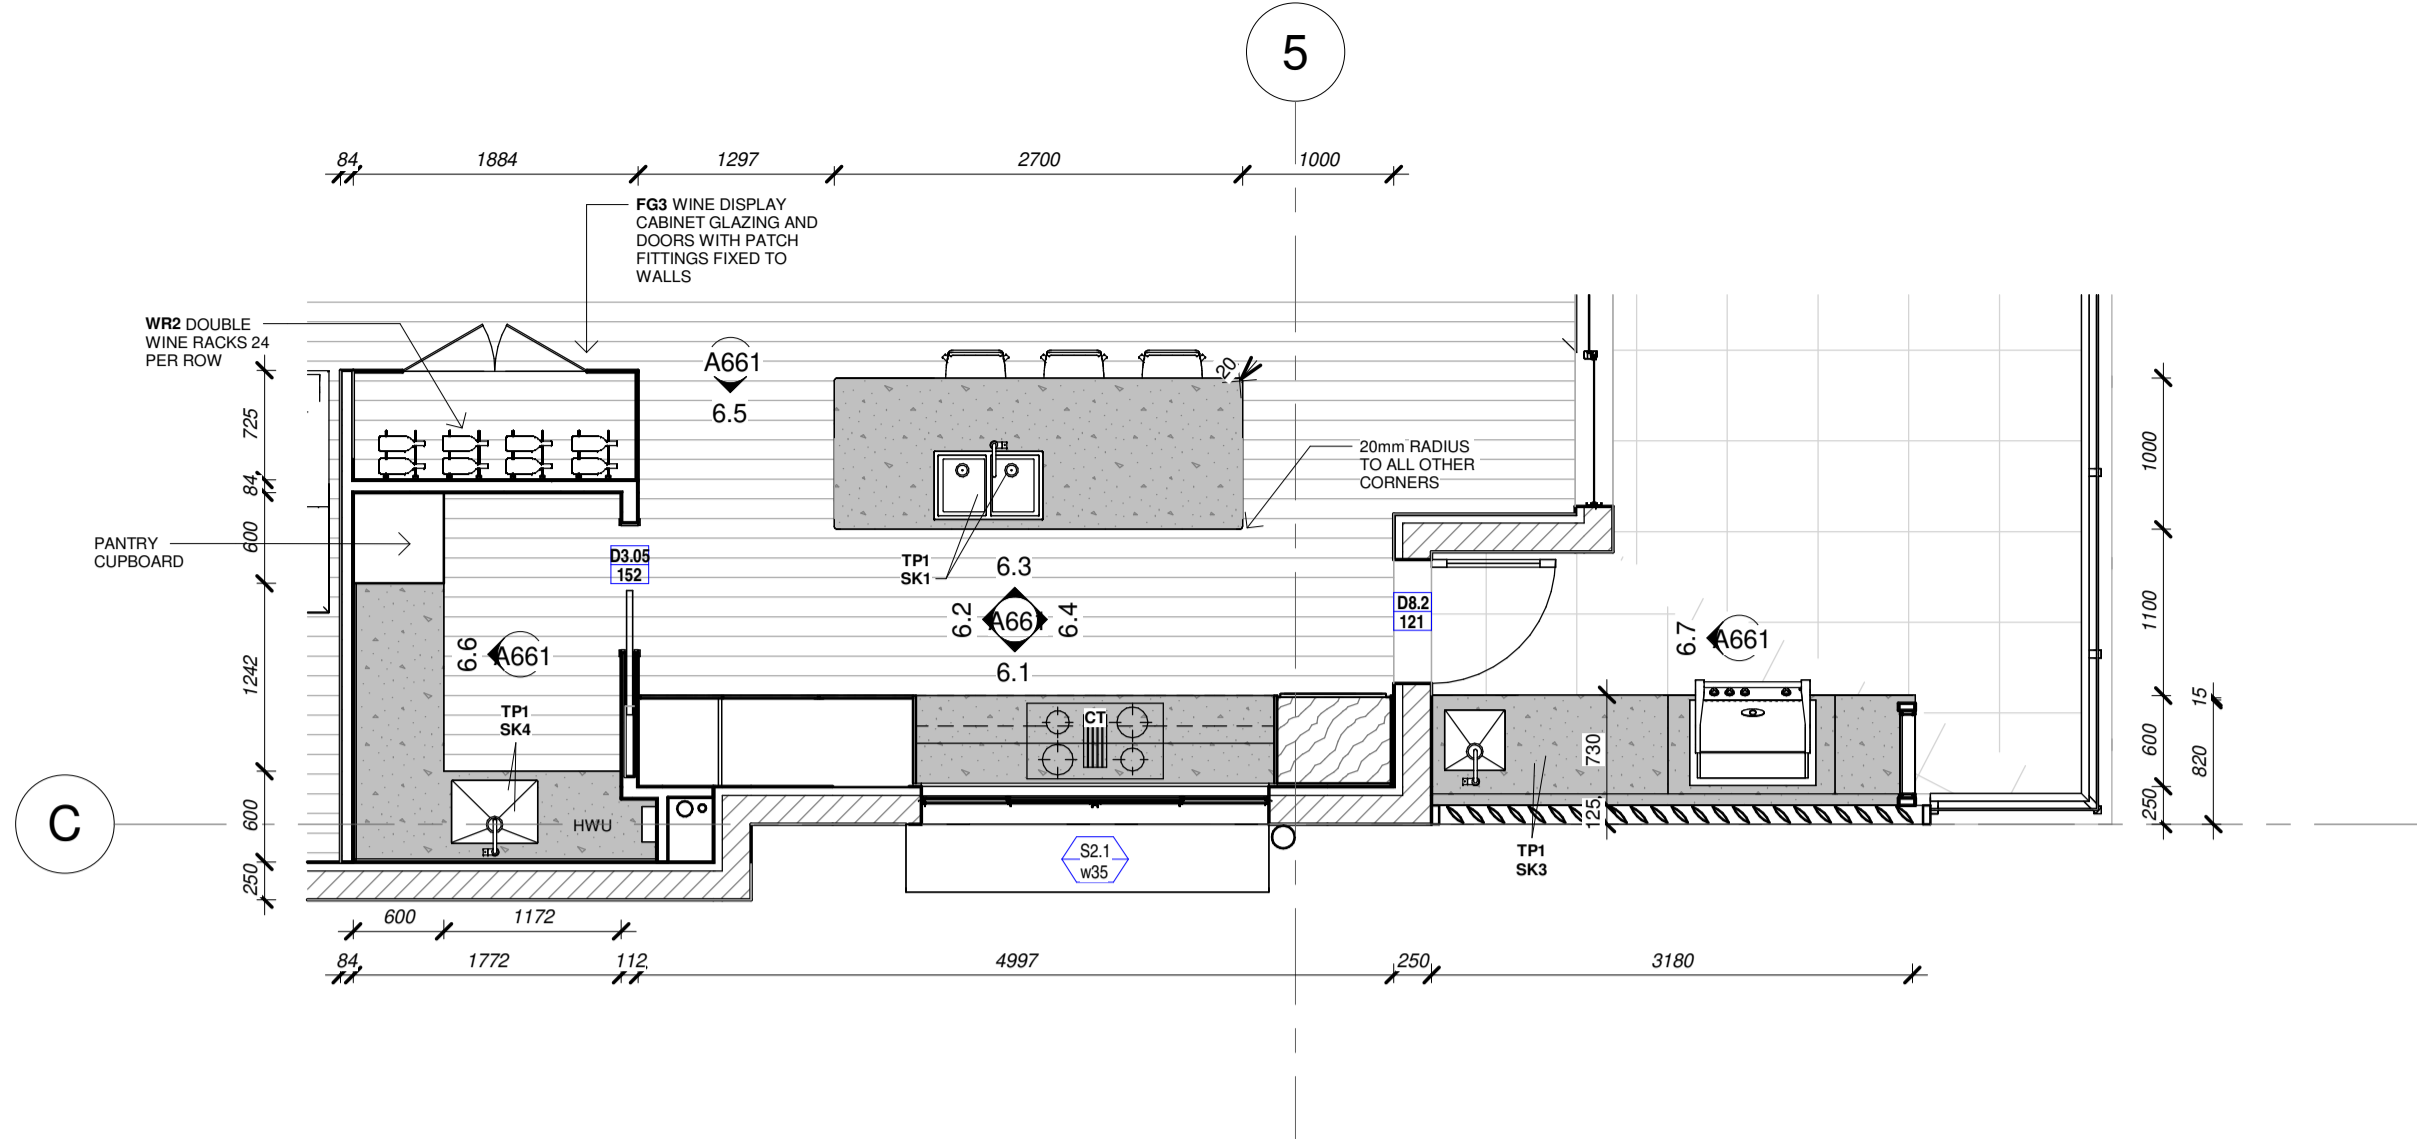 5
84
1884
1297
2700
1000
FG3 WINE DISPLAY
CABINET GLAZING AND
DOORS WITH PATCH
FITTINGS FIXED TO
WALLS
WR2 DOUBLE
WINE RACKS 24
PER ROW
A661
6.5
20
20mm RADIUS
TO ALL OTHER
CORNERS
725
84
600
1242
600
250
PANTRY
CUPBOARD
D3.05
152
TP1
SK1
6.3
6.2
A661
6.4
6.1
D8.2
121
6.6
A661
6.7
A661
1000
1100
15
600
820
250
TP1
SK4
CT
730
125
C
HWU
S2.1
w35
TP1
SK3
600
1172
84
1772
112
4997
250
3180